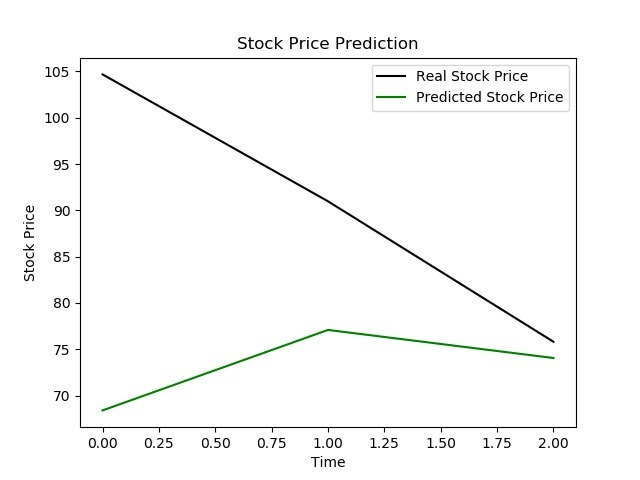 Stock Price Prediction
Real Stock Price
Predicted Stock Price
Stock Price
105
100
95
90
85
80
75
70
0.00 0.25 0.50 0.75 1.00 1.25 1.50 1.75 2.00
Time